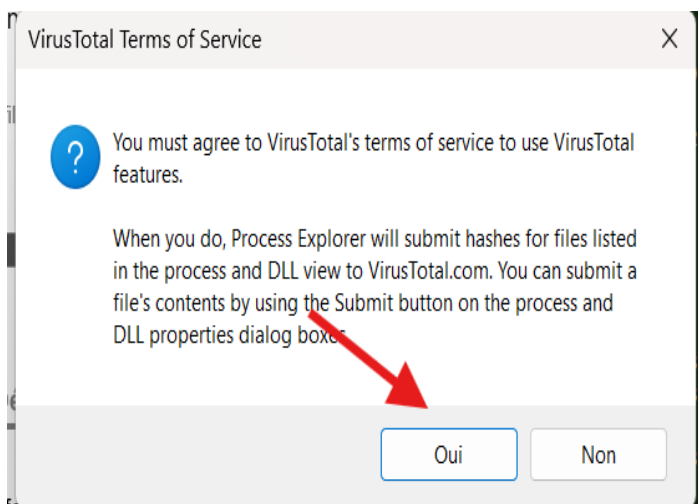 VirusTotal Terms of Service
You must agree to VirusTotal's terms of service to use VirusTotal
features.
When you do, Process Explorer will submit hashes for files listed
in the process and DLL view to VirusTotal.com. You can submit a
file's contents by using the Submit button on the process and
DLL properties dialog boxes
Oui
Non